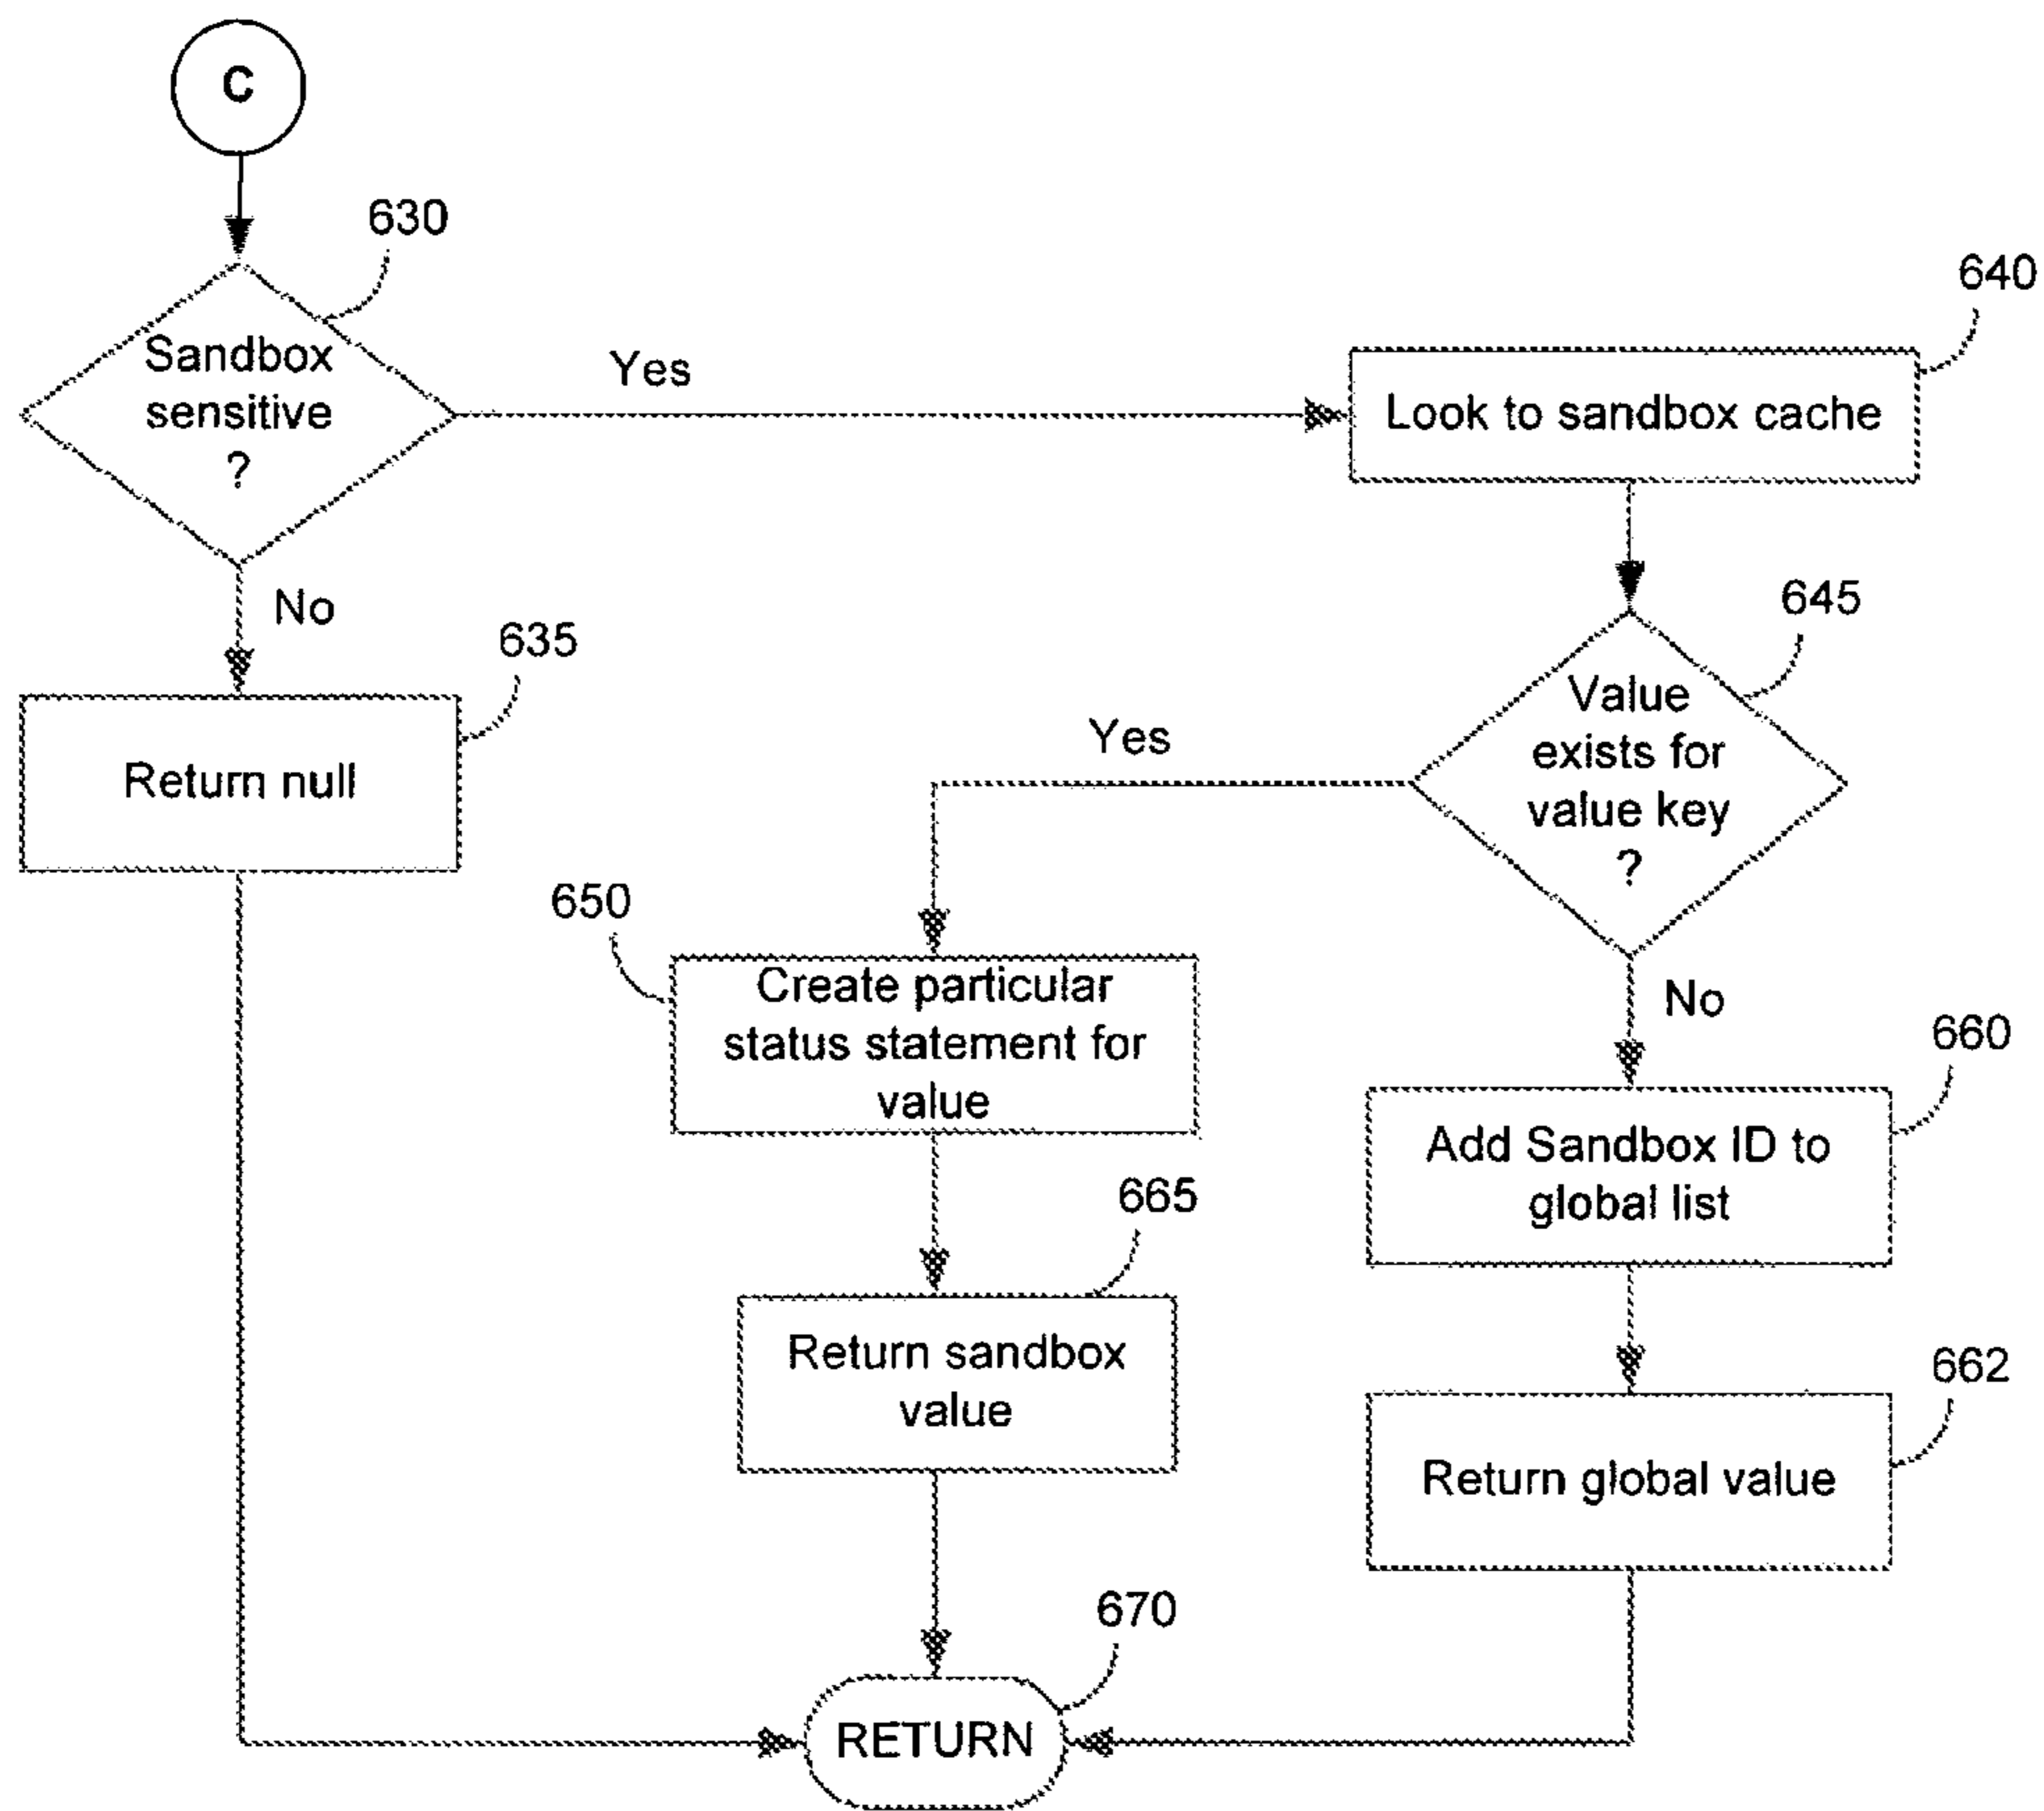 C
630
Sandbox
sensitive
?
Yes
640
Look to sandbox cache
No
635
Return null
645
Value
exists for
value key
?
Yes
650
Create particular
status statement for
value
No
660
Add Sandbox ID to
global list
665
Return sandbox
value
662
Return global value
670
RETURN